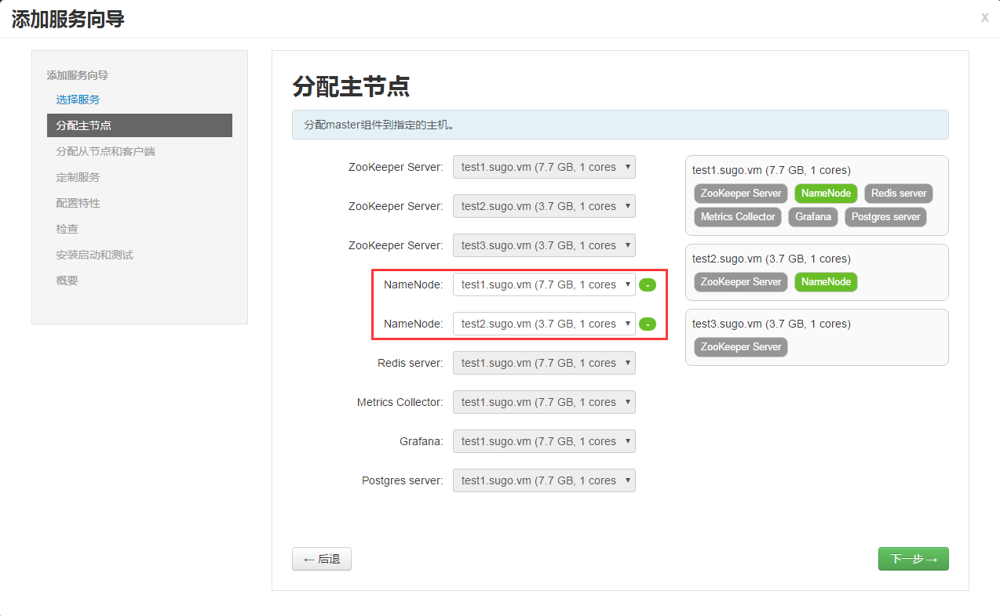 添加服务向导
x
添加服务向导
选择服务
分配主节点
分配从节点和客户端
定制服务
配置特性
检查
安装启动和测试
概要
分配主节点
分配master组件到指定的主机。
ZooKeeper Server: test1.sugo.vm (7.7 GB, 1 cores
ZooKeeper Server: test2.sugo.vm (3.7 GB, 1 cores
ZooKeeper Server: test3.sugo.vm (3.7 GB, 1 cores
NameNode: test1.sugo.vm (7.7 GB, 1 cores -
NameNode: test2.sugo.vm (3.7 GB, 1 cores -
Redis server: test1.sugo.vm (7.7 GB, 1 cores
Metrics Collector: test1.sugo.vm (7.7 GB, 1 cores
Grafana: test1.sugo.vm (7.7 GB, 1 cores
Postgres server: test1.sugo.vm (7.7 GB, 1 cores
test1.sugo.vm (7.7 GB, 1 cores)
ZooKeeper Server NameNode Redis server
Metrics Collector Grafana Postgres server
test2.sugo.vm (3.7 GB, 1 cores)
ZooKeeper Server NameNode
test3.sugo.vm (3.7 GB, 1 cores)
ZooKeeper Server
← 后退
下一步 →